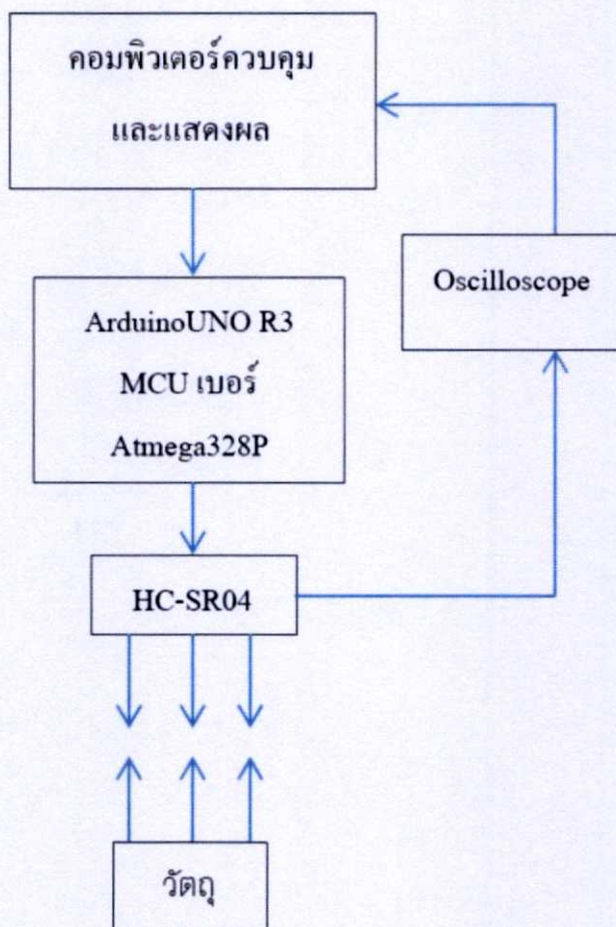 คอมพิวเตอร์ควบคุม
และแสดงผล
Oscilloscope
ArduinoUNO R3
MCU เบอร์
Atmega328P
HC-SR04
วัตถุ